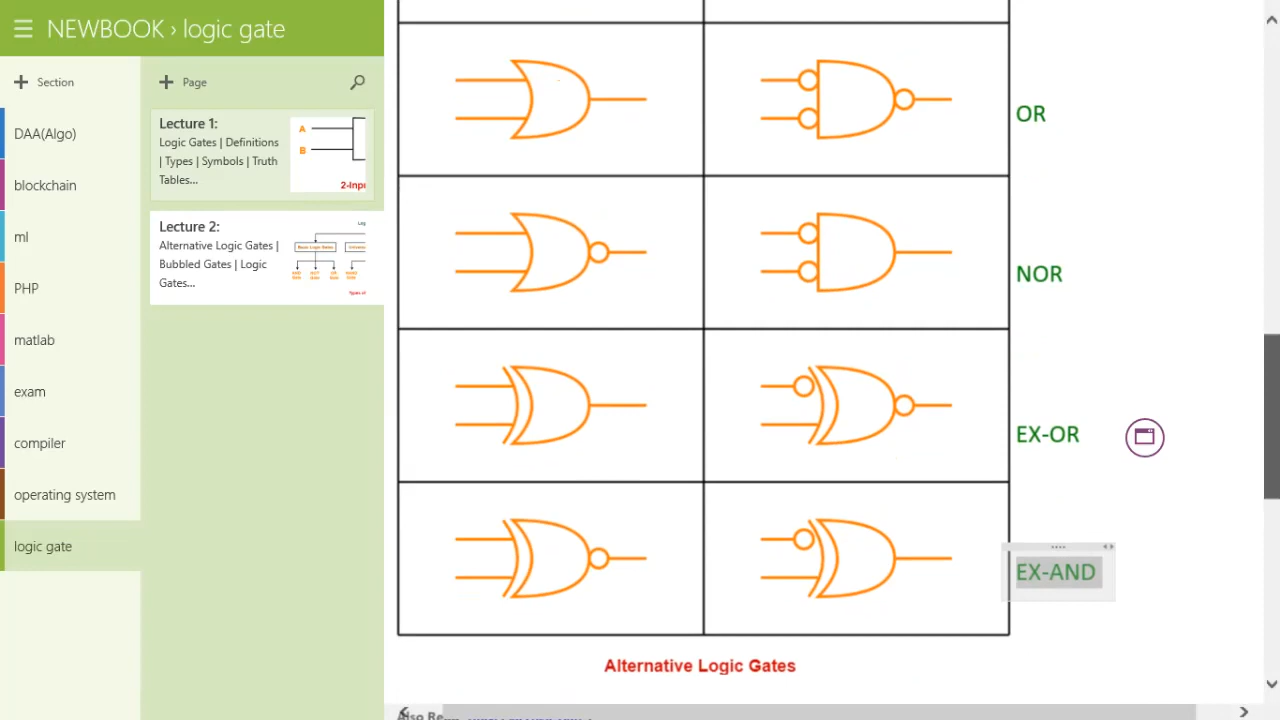 NEWBOOK › logic gate
Section
DAA(Algo)
blockchain
ml
PHP
matlab
exam
compiler
operating system
logic gate
Page
Lecture 1:
Logic Gates | Definitions
| Types | Symbols | Truth
Tables...
A
B
2-Inp
Lecture 2:
Alternative Logic Gates |
Bubbled Gates | Logic
Gates...
OR
NOR
EX-OR
EX-AND
Alternative Logic Gates